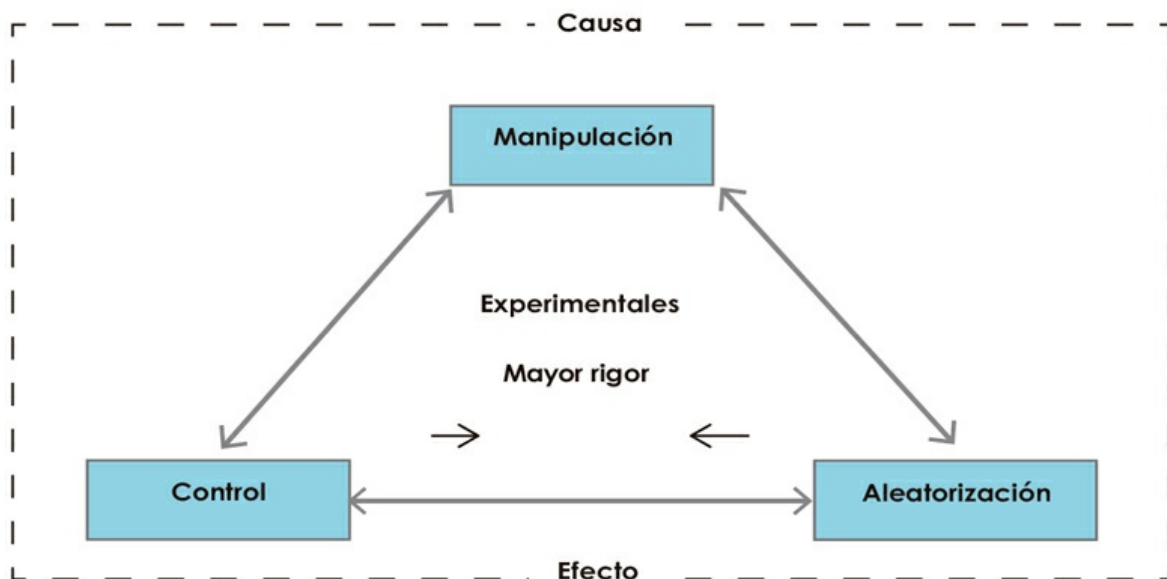 Causa
Manipulación
Experimentales
Mayor rigor
Control
Aleatorización
Efecto